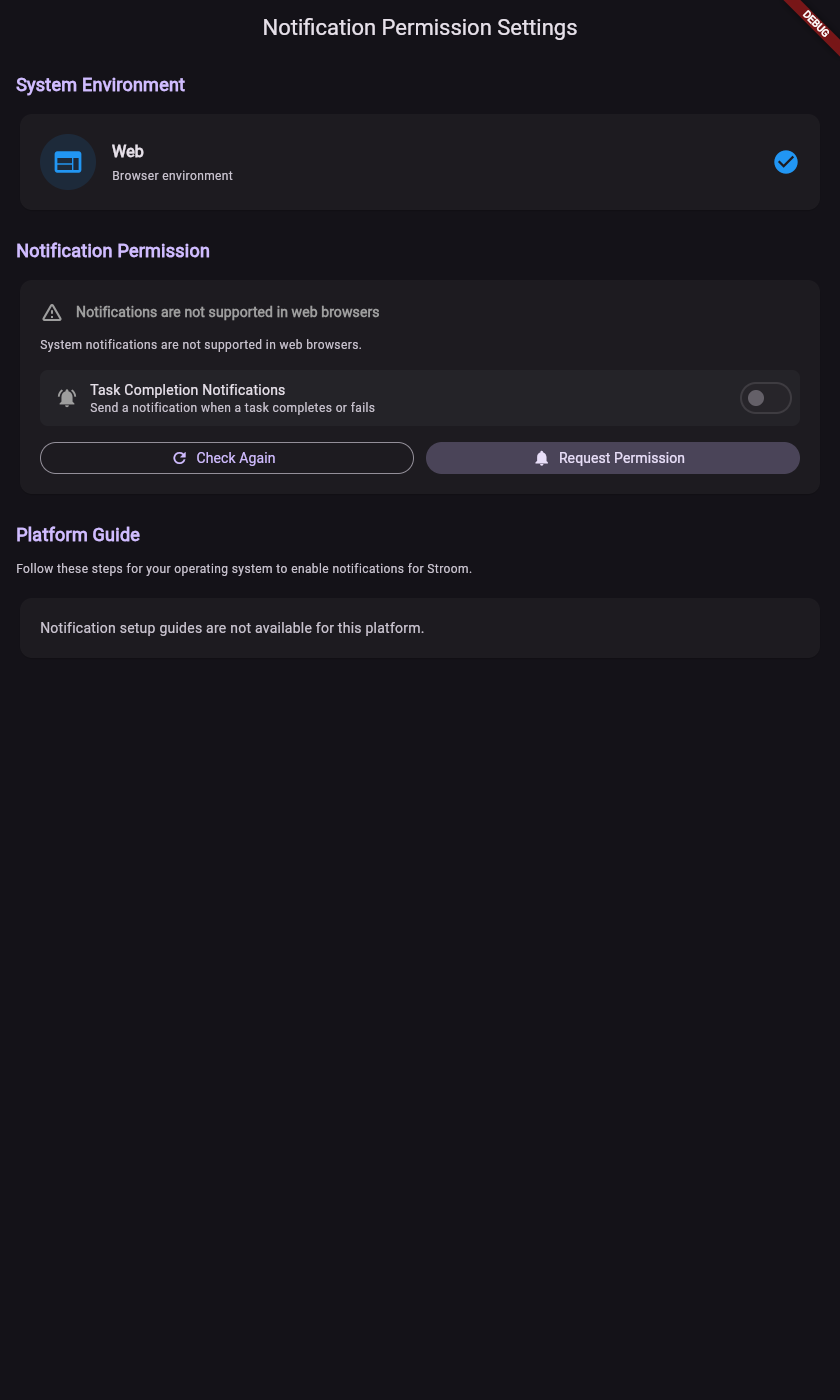 Notification Permission Settings
DEBUG
System Environment
Web
Browser environment
Notification Permission
Notifications are not supported in web browsers
System notifications are not supported in web browsers.
Task Completion Notifications
Send a notification when a task completes or fails
Check Again
Request Permission
Platform Guide
Follow these steps for your operating system to enable notifications for Stroom.
Notification setup guides are not available for this platform.